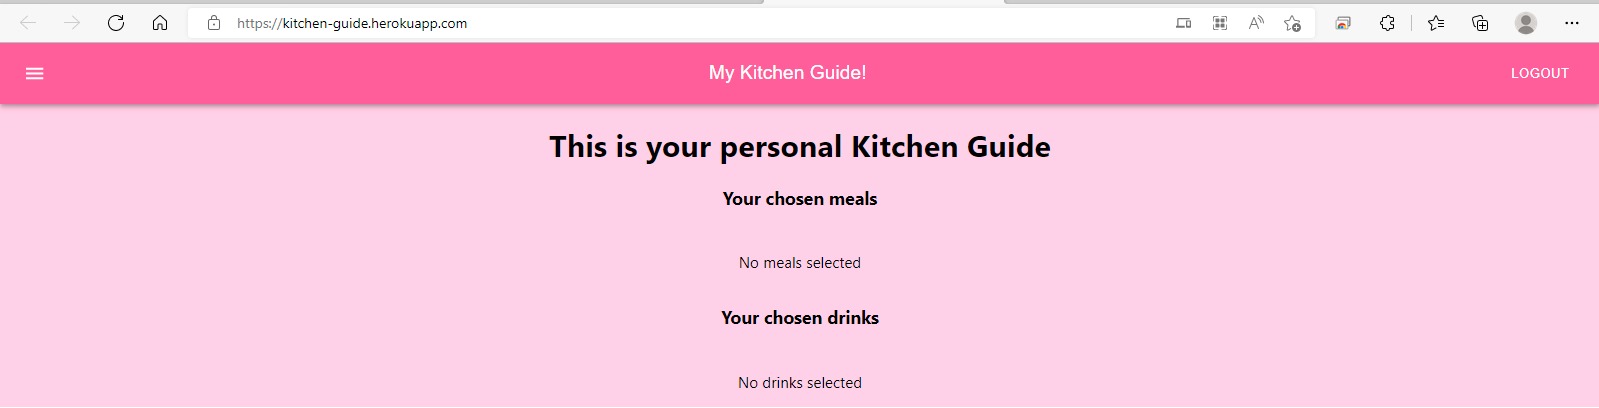 https://kitchen-guide.herokuapp.com
My Kitchen Guide!
LOGOUT
This is your personal Kitchen Guide
Your chosen meals
No meals selected
Your chosen drinks
No drinks selected